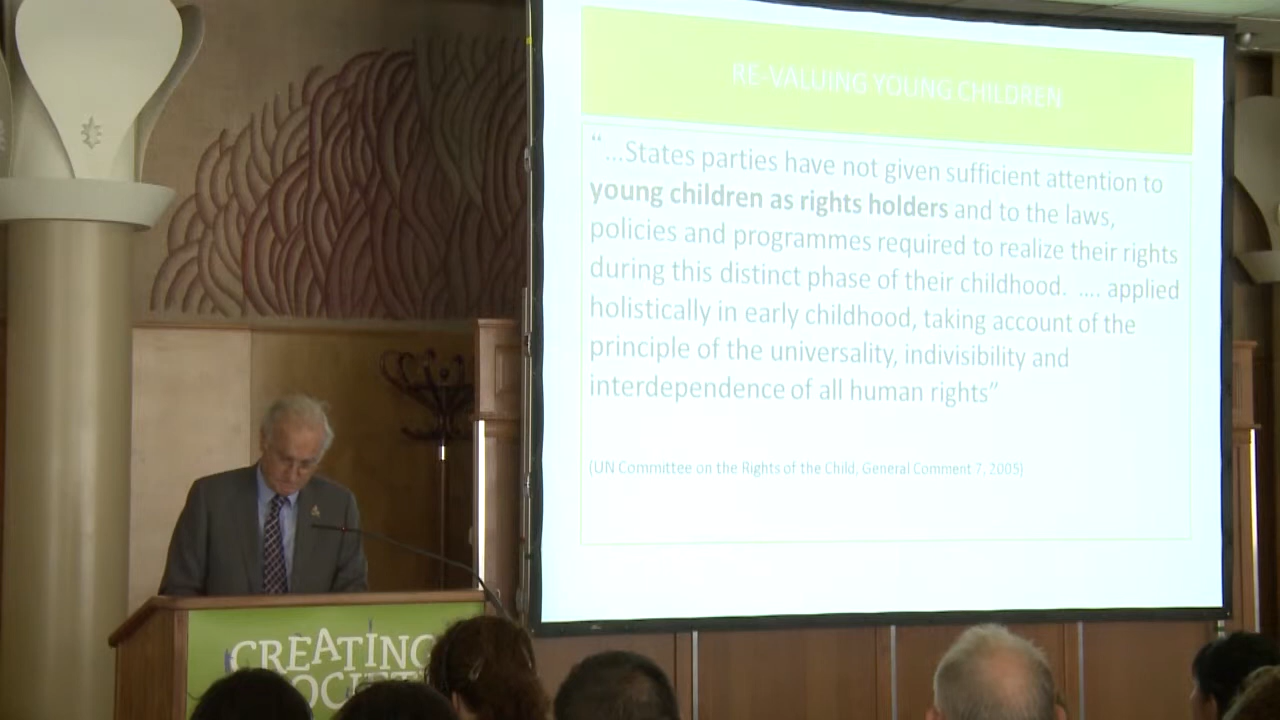 RE-VALUING YOUNG CHILDREN
“...States parties have not given sufficient attention to
young children as rights holders and to the laws,
policies and programmes required to realize their rights
during this distinct phase of their childhood. .... applied
holistically in early childhood, taking account of the
principle of the universality, indivisibility and
interdependence of all human rights”
(UN Committee on the Rights of the Child, General Comment 7, 2005)
CREATING